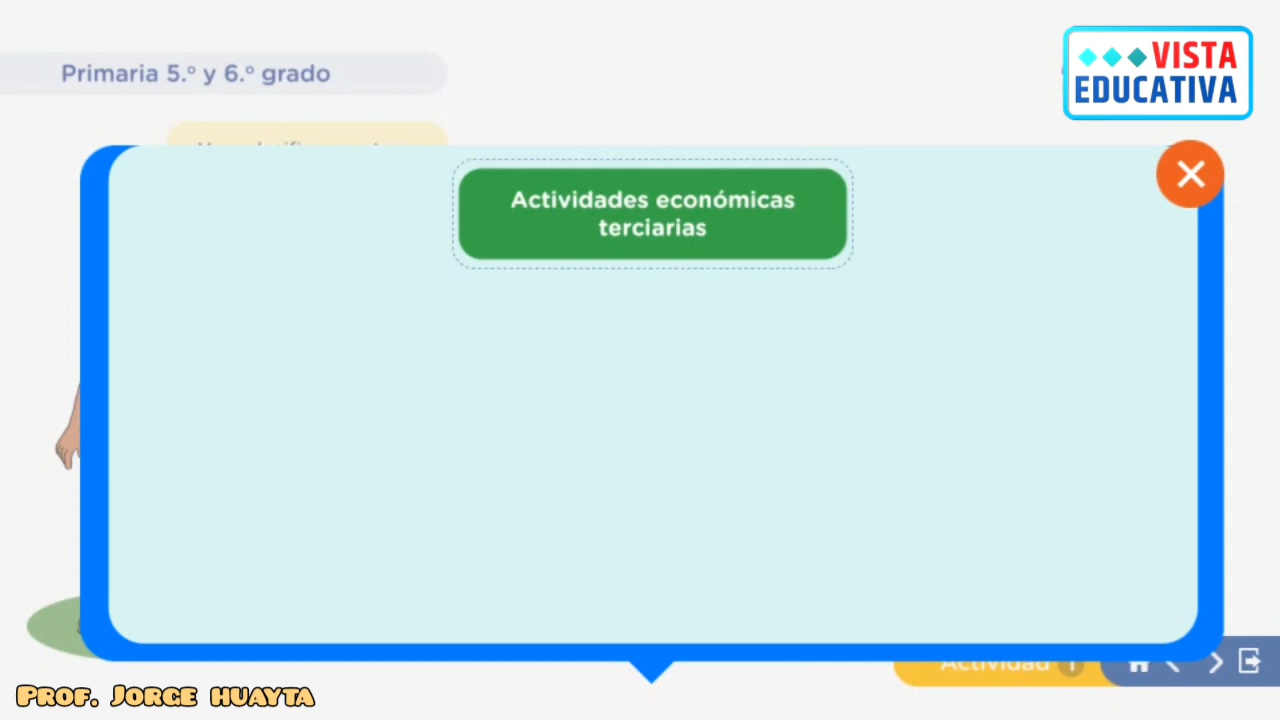 VISTA
EDUCATIVA
Primaria 5.º y 6.º grado
Actividades económicas
terciarias
Actividad 1
Prof. Jorge huayta